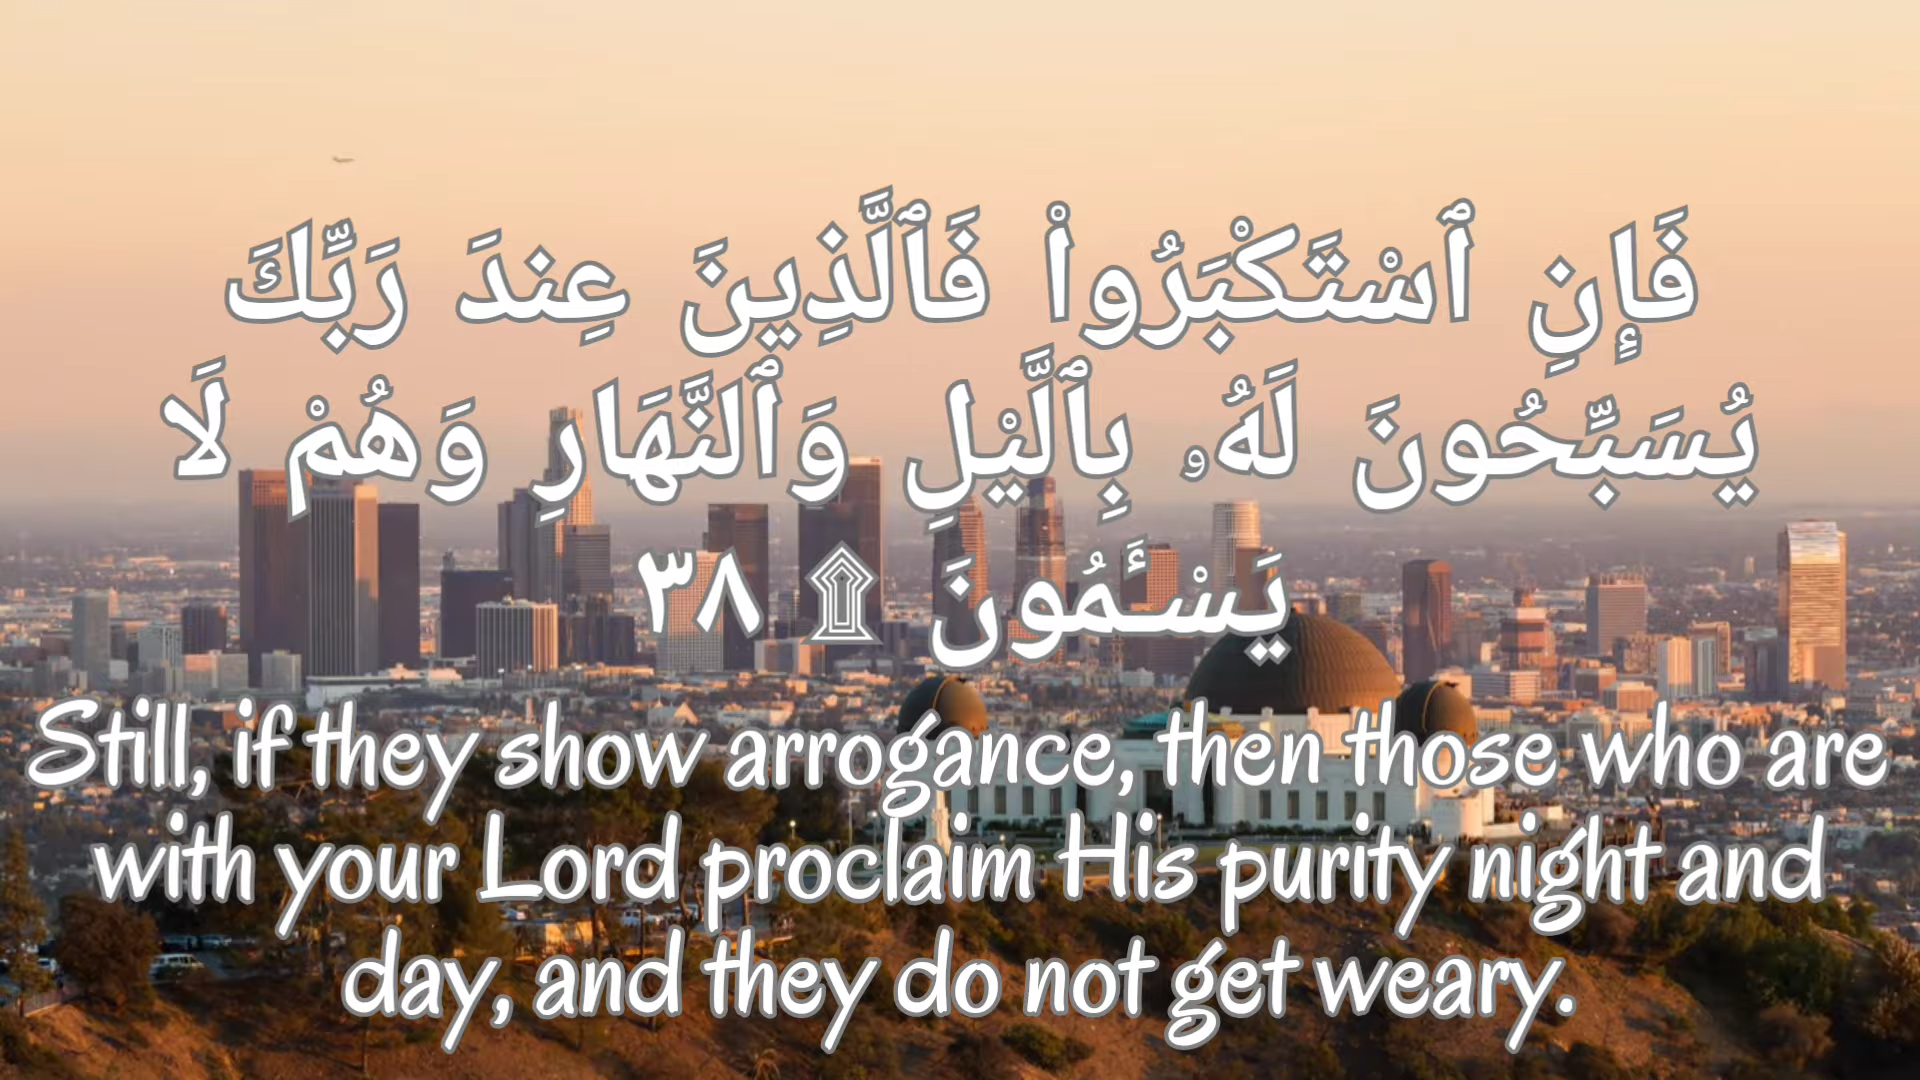 فَإِنِ ٱسْتَكْبَرُوا۟ فَٱلَّذِينَ عِندَ رَبِّكَ
يُسَبِّحُونَ لَهُۥ بِٱلَّيْلِ وَٱلنَّهَارِ وَهُمْ لَا
يَسْـَٔمُونَ ۩ ٣٨
Still, if they show arrogance, then those who are
with your Lord proclaim His purity night and
day, and they do not get weary.